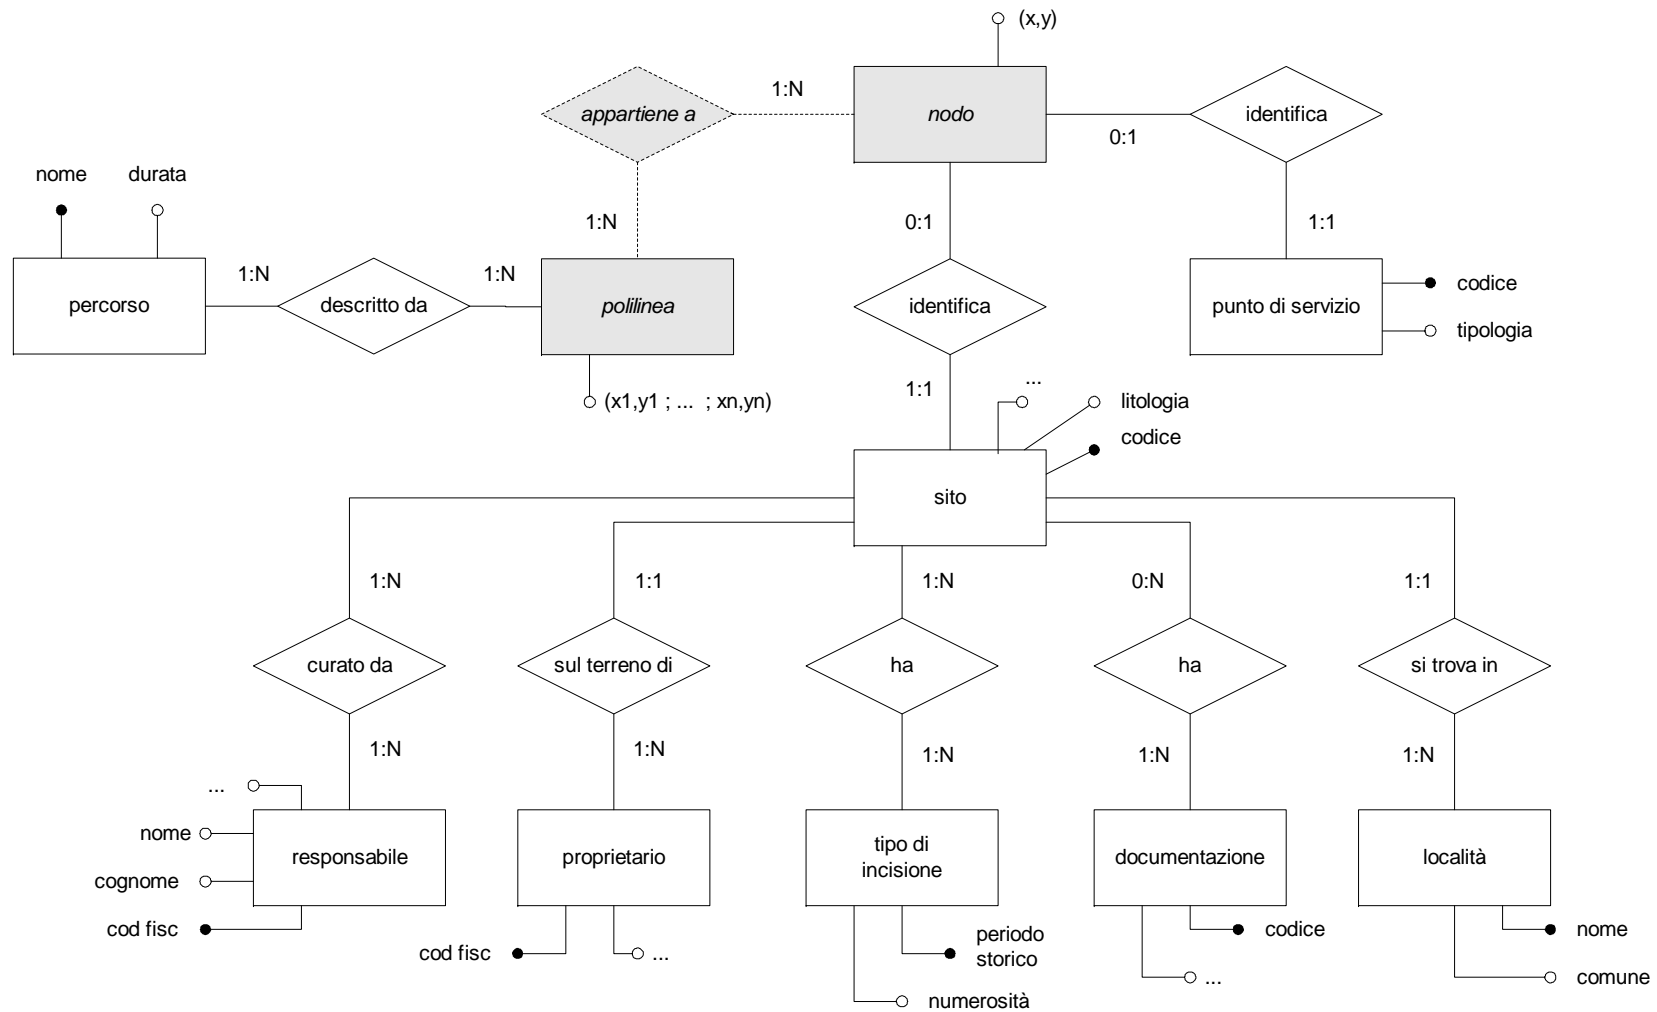 (x,y)
1:N
appartiene a
nodo
identifica
0:1
nome
durata
1:N
0:1
1:1
1:N
1:N
codice
percorso
descritto da
polilinea
identifica
punto di servizio
tipologia
1:1
...
(x1,y1 ; ... ; xn,yn)
litologia
codice
sito
1:N
1:1
1:N
0:N
1:1
curato da
sul terreno di
ha
ha
si trova in
1:N
1:N
1:N
1:N
1:N
...
nome
responsabile
proprietario
tipo di
incisione
documentazione
località
cognome
cod fisc
cod fisc
...
periodo
storico
codice
nome
numerosità
...
comune